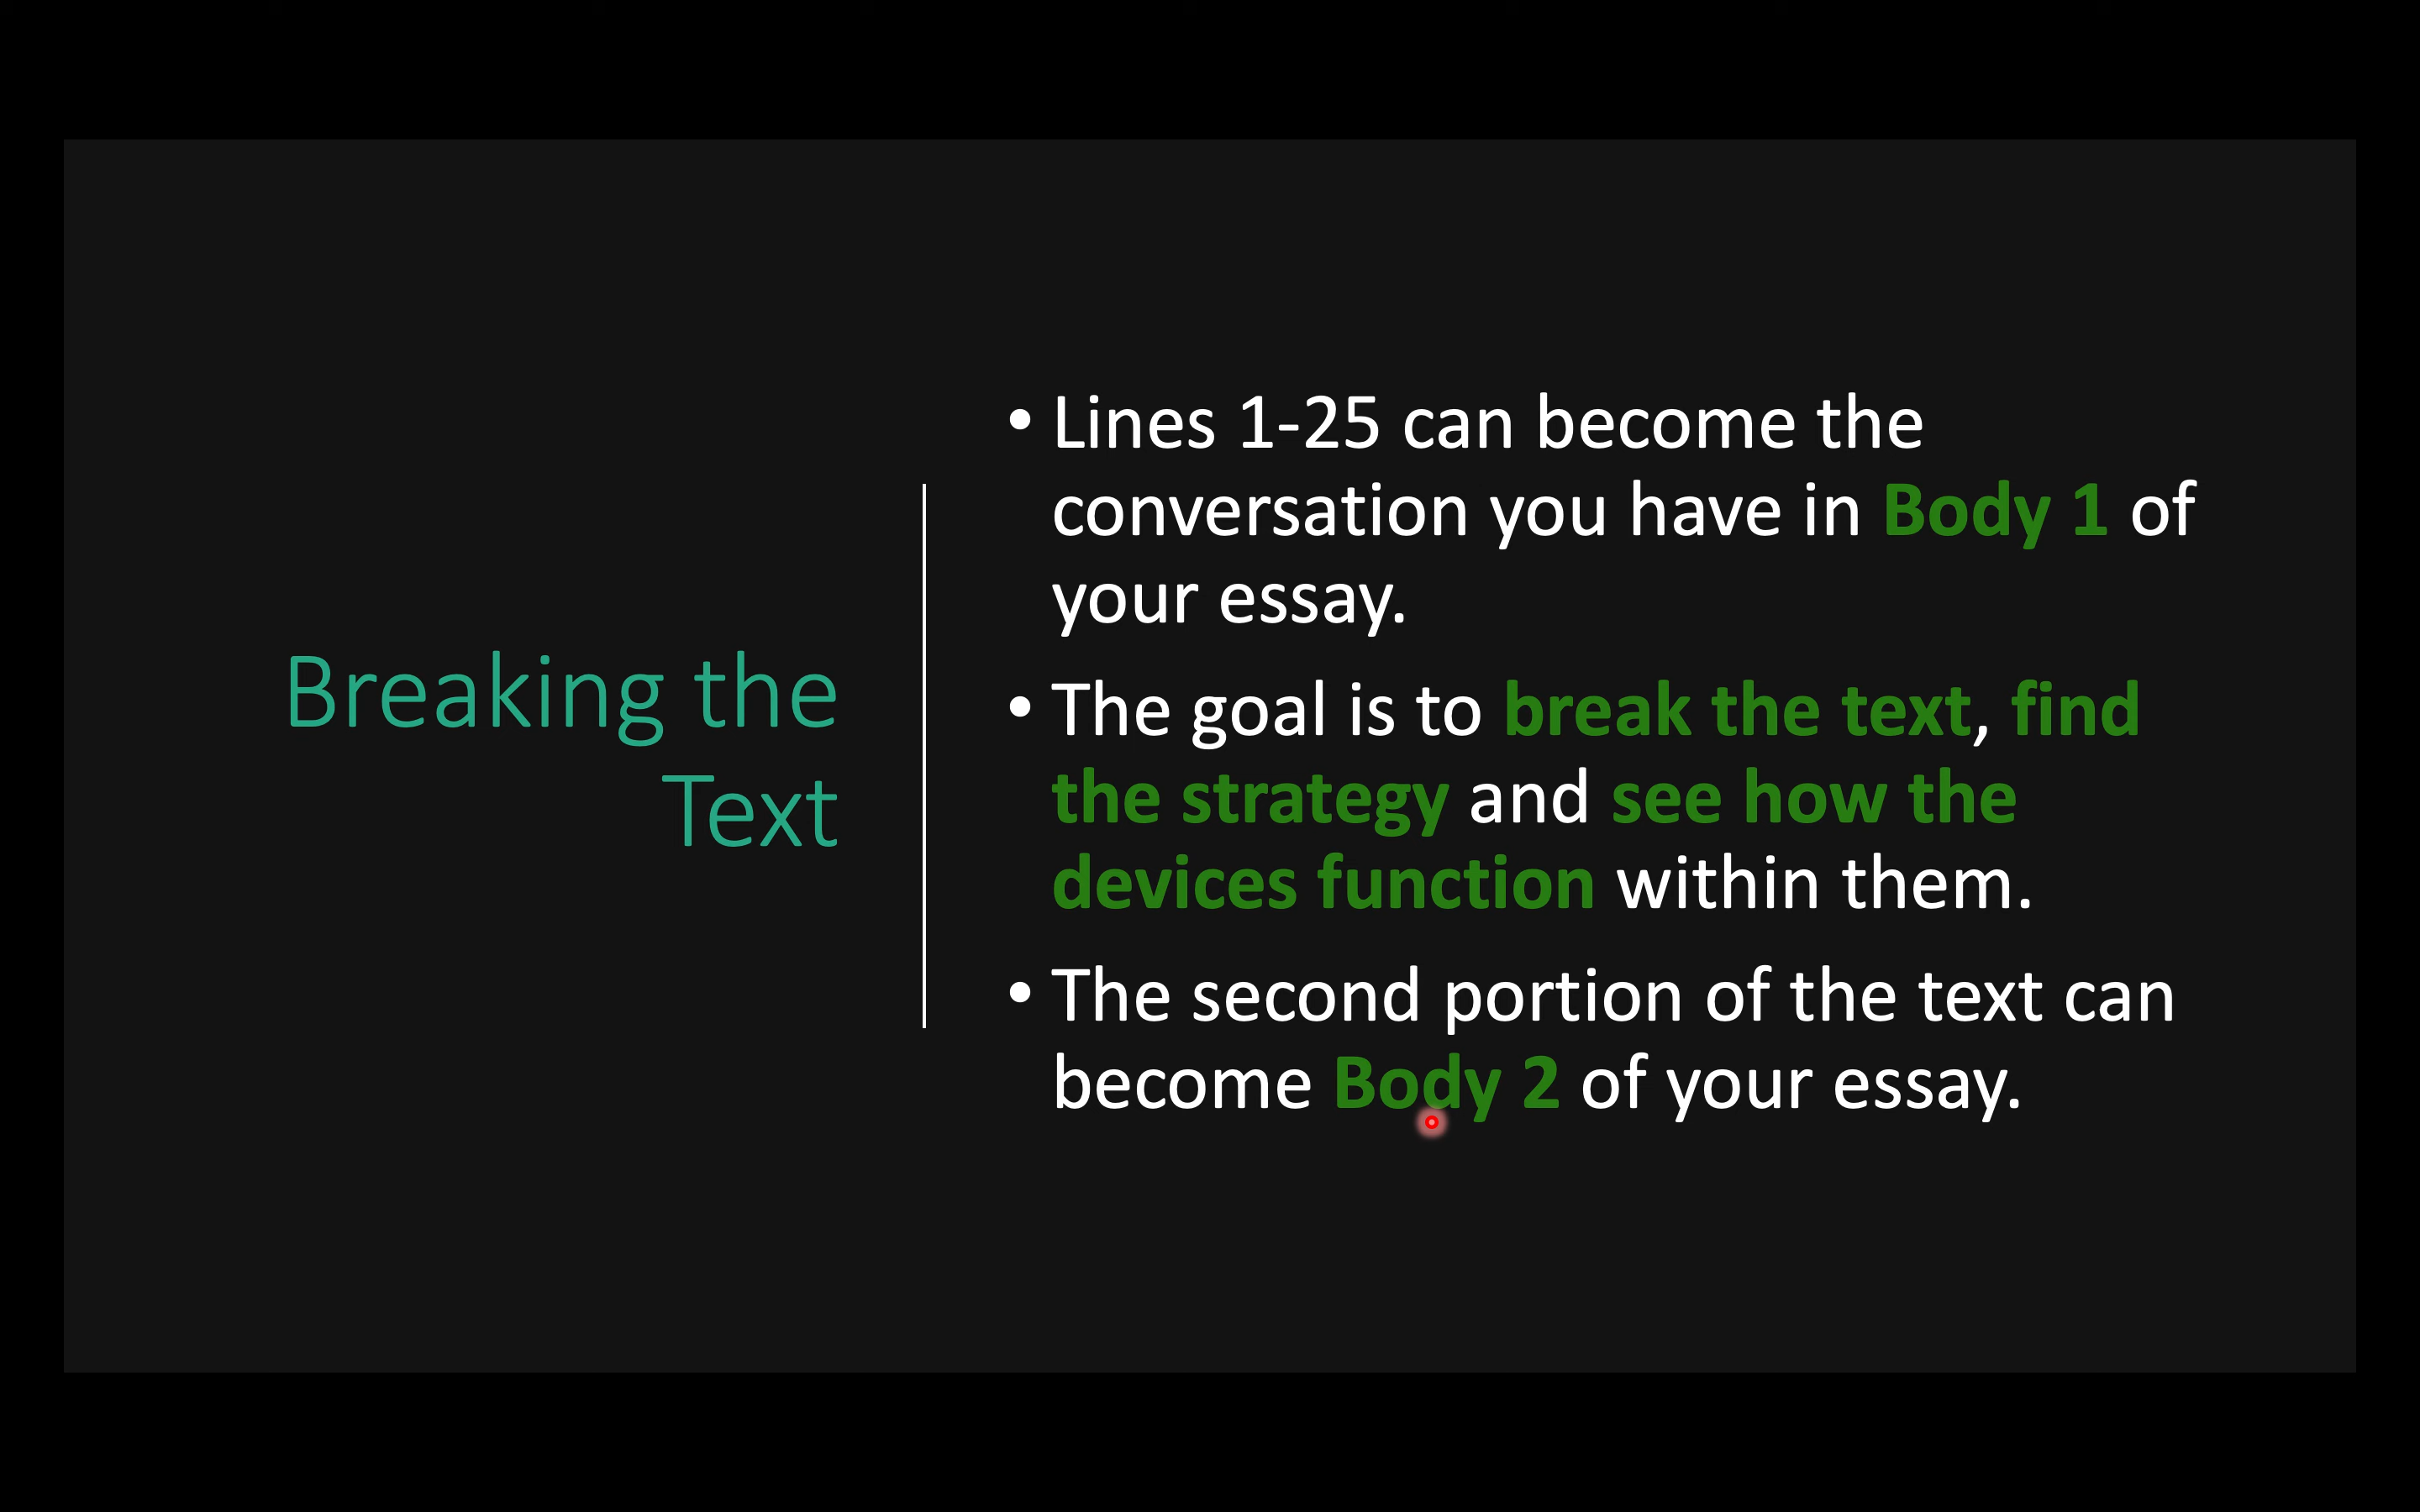 Breaking the
Text
• Lines 1-25 can become the
conversation you have in Body 1 of
your essay.
• The goal is to break the text, find
the strategy and see how the
devices function within them.
• The second portion of the text can
become Body 2 of your essay.